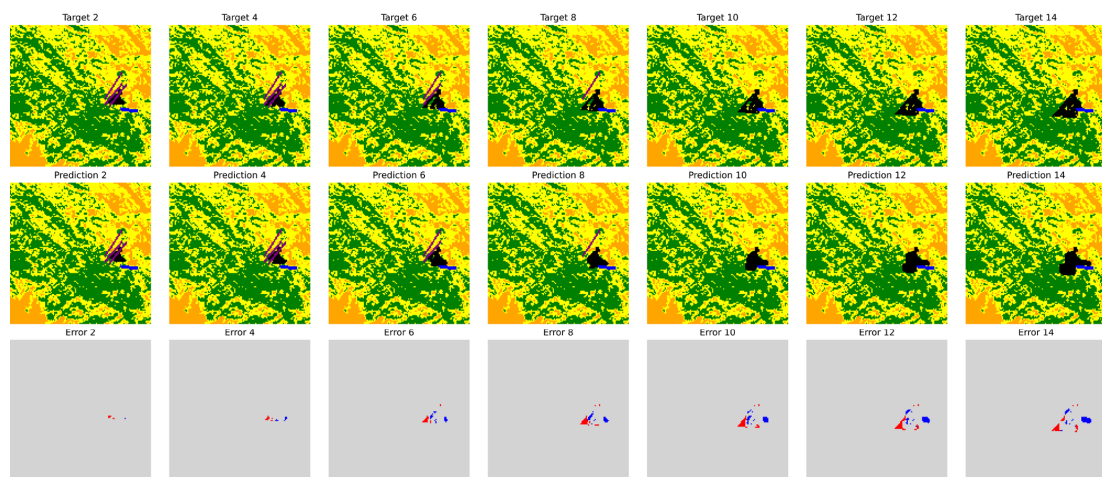 Target 2 Target 4 Target 6 Target 8 Target 10 Target 12 Target 14
Prediction 2 Prediction 4 Prediction 6 Prediction 8 Prediction 10 Prediction 12 Prediction 14
Error 2 Error 4 Error 6 Error 8 Error 10 Error 12 Error 14